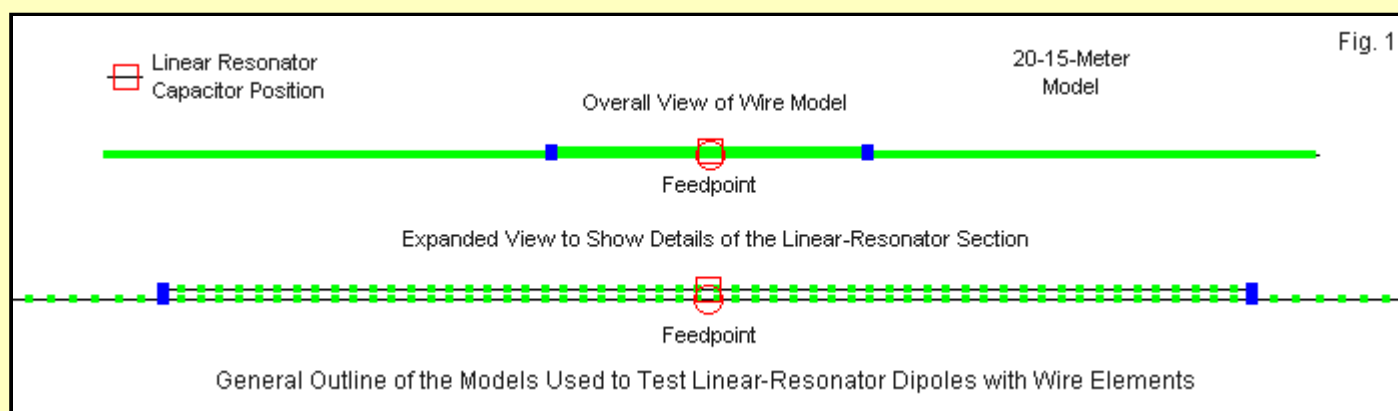 Fig. 1
Linear Resonator
Capacitor Position
20-15-Meter
Model
Overall View of Wire Model
Feedpoint
Expanded View to Show Details of the Linear-Resonator Section
Feedpoint
General Outline of the Models Used to Test Linear-Resonator Dipoles with Wire Elements